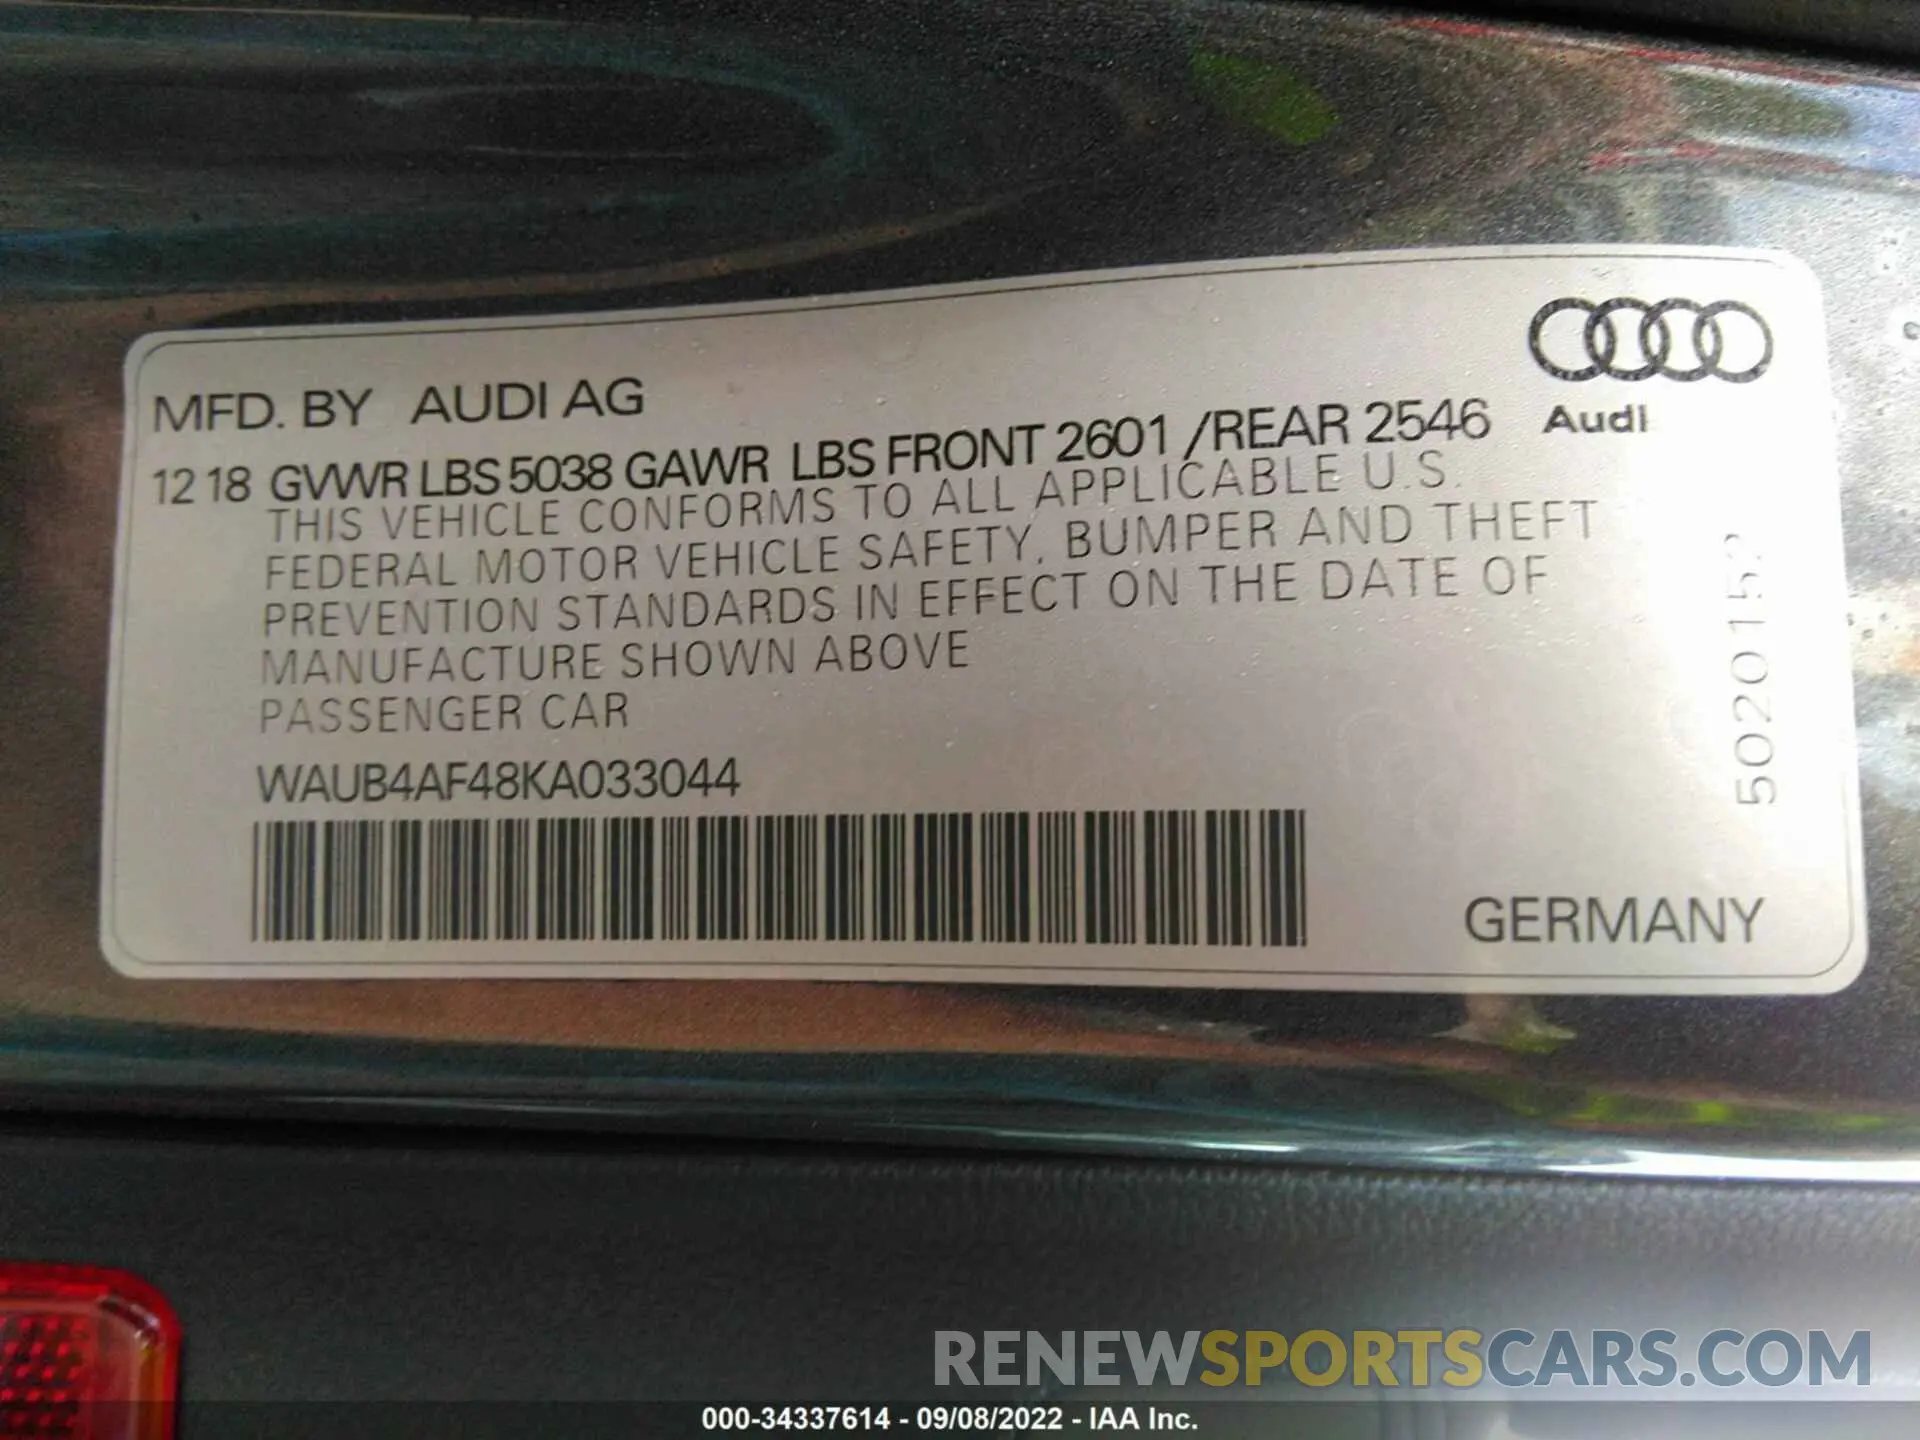 MFD. BY AUDI AG
Audi
12 18 GVWR LBS 5038 GAWR LBS FRONT 2601 /REAR 2546
THIS VEHICLE CONFORMS TO ALL APPLICABLE U.S.
FEDERAL MOTOR VEHICLE SAFETY, BUMPER AND THEFT
PREVENTION STANDARDS IN EFFECT ON THE DATE OF
MANUFACTURE SHOWN ABOVE
PASSENGER CAR
WAUB4AF48KA033044
5020152
GERMANY
RENEWSPORTSCARS.COM
000-34337614 - 09/08/2022 - IAA Inc.